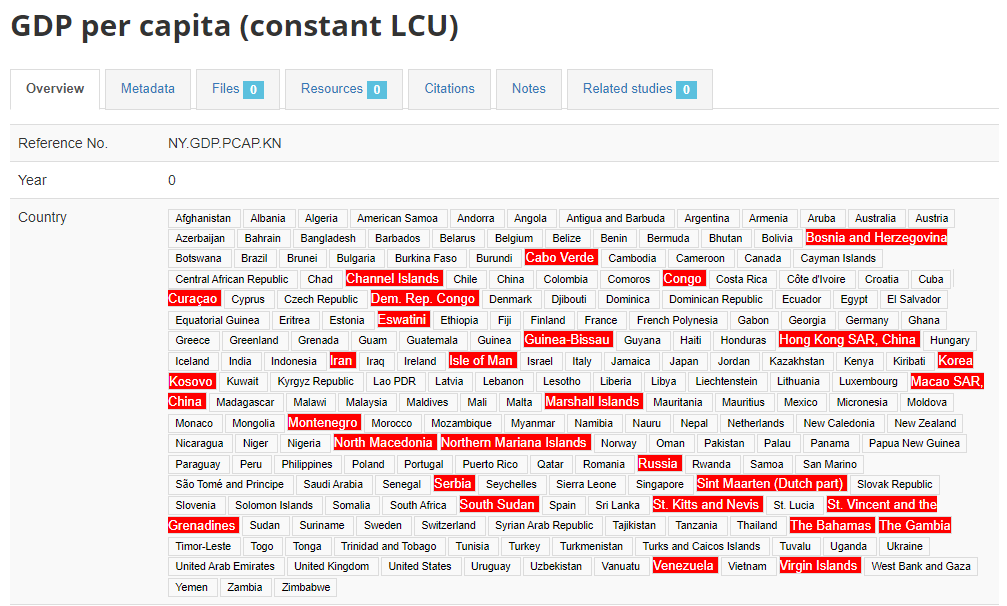 GDP per capita (constant LCU)
Overview Metadata Files 0 Resources 0 Citations Notes Related studies 0
Reference No. NY.GDP.PCAP.KN
Year 0
Country Afghanistan Albania Algeria American Samoa Andorra Angola Antigua and Barbuda Argentina Armenia Aruba Australia Austria
Azerbaijan Bahrain Bangladesh Barbados Belarus Belgium Belize Benin Bermuda Bhutan Bolivia Bosnia and Herzegovina
Botswana Brazil Brunei Bulgaria Burkina Faso Burundi Cabo Verde Cambodia Cameroon Canada Cayman Islands
Central African Republic Chad Channel Islands Chile China Colombia Comoros Congo Costa Rica Côte d'Ivoire Croatia Cuba
Curaçao Cyprus Czech Republic Dem. Rep. Congo Denmark Djibouti Dominica Dominican Republic Ecuador Egypt El Salvador
Equatorial Guinea Eritrea Estonia Eswatini Ethiopia Fiji Finland France French Polynesia Gabon Georgia Germany Ghana
Greece Greenland Grenada Guam Guatemala Guinea Guinea-Bissau Guyana Haiti Honduras Hong Kong SAR, China Hungary
Iceland India Indonesia Iran Iraq Ireland Isle of Man Israel Italy Jamaica Japan Jordan Kazakhstan Kenya Kiribati Korea
Kosovo Kuwait Kyrgyz Republic Lao PDR Latvia Lebanon Lesotho Liberia Libya Liechtenstein Lithuania Luxembourg Macao SAR,
China Madagascar Malawi Malaysia Maldives Mali Malta Marshall Islands Mauritania Mauritius Mexico Micronesia Moldova
Monaco Mongolia Montenegro Morocco Mozambique Myanmar Namibia Nauru Nepal Netherlands New Caledonia New Zealand
Nicaragua Niger Nigeria North Macedonia Northern Mariana Islands Norway Oman Pakistan Palau Panama Papua New Guinea
Paraguay Peru Philippines Poland Portugal Puerto Rico Qatar Romania Russia Rwanda Samoa San Marino
São Tomé and Principe Saudi Arabia Senegal Serbia Seychelles Sierra Leone Singapore Sint Maarten (Dutch part) Slovak Republic
Slovenia Solomon Islands Somalia South Africa South Sudan Spain Sri Lanka St. Kitts and Nevis St. Lucia St. Vincent and the
Grenadines Sudan Suriname Sweden Switzerland Syrian Arab Republic Tajikistan Tanzania Thailand The Bahamas The Gambia
Timor-Leste Togo Tonga Trinidad and Tobago Tunisia Turkey Turkmenistan Turks and Caicos Islands Tuvalu Uganda Ukraine
United Arab Emirates United Kingdom United States Uruguay Uzbekistan Vanuatu Venezuela Vietnam Virgin Islands West Bank and Gaza
Yemen Zambia Zimbabwe